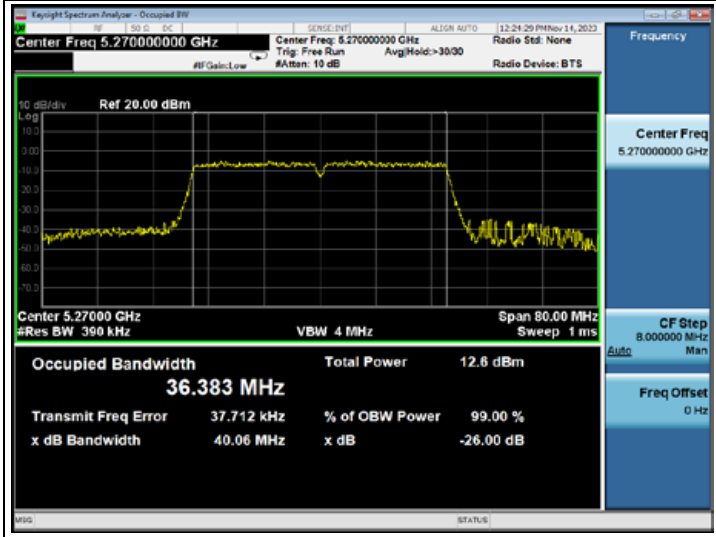 Keysight Spectrum Analyzer - Occupied BW
RF 50 Ω DC SENSE:INT ALIGN AUTO 12:24:29 PM Nov 14, 2023
Center Freq 5.270000000 GHz
Center Freq: 5.270000000 GHz
Radio Std: None
Trig: Free Run Avg|Hold:>30/30
#IFGain:Low #Atten: 10 dB Radio Device: BTS
10 dB/div Ref 20.00 dBm
Log
10.0
0.00
-10.0
-20.0
-30.0
-40.0
-50.0
-60.0
-70.0
Center 5.27000 GHz Span 80.00 MHz
#Res BW 390 kHz VBW 4 MHz Sweep 1 ms
Occupied Bandwidth Total Power 12.6 dBm
36.383 MHz
Transmit Freq Error 37.712 kHz % of OBW Power 99.00 %
x dB Bandwidth 40.06 MHz x dB -26.00 dB
MSG STATUS
Frequency
Center Freq
5.270000000 GHz
CF Step
8.000000 MHz
Auto Man
Freq Offset
0 Hz